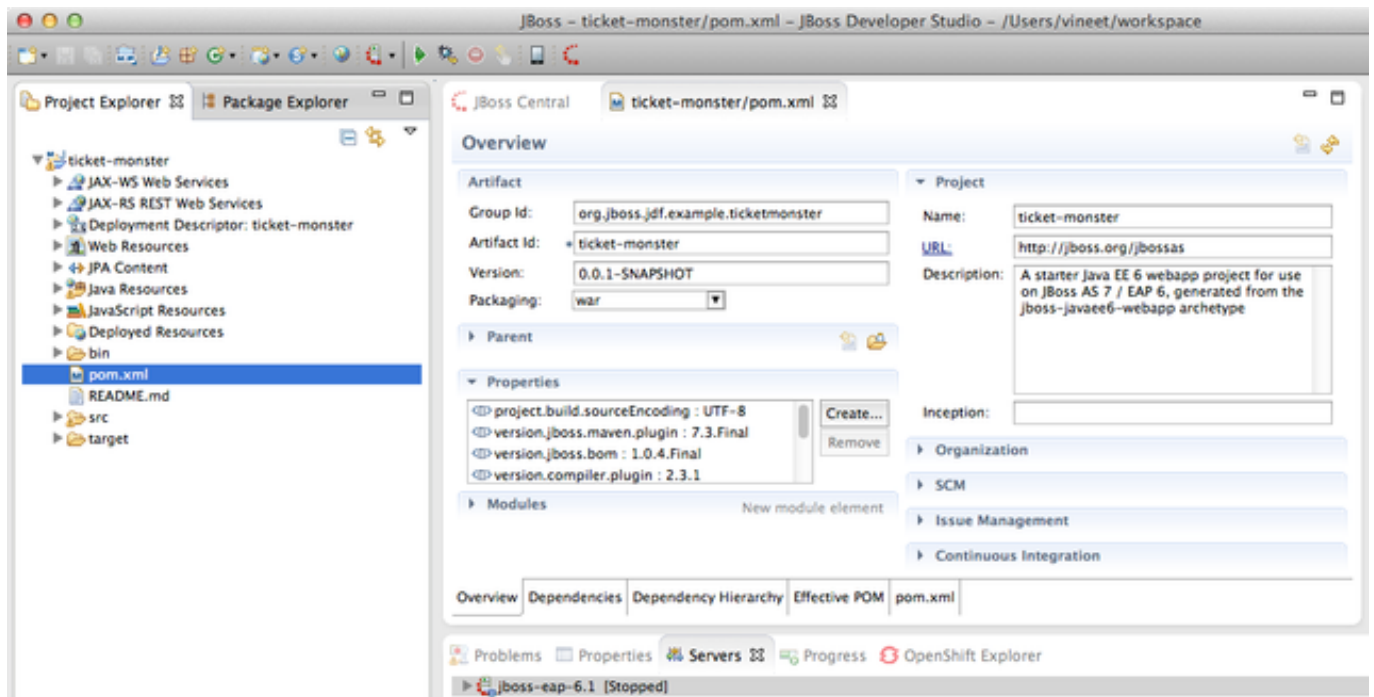 JBoss - ticket-monster/pom.xml - JBoss Developer Studio - /Users/vineet/workspace
Project Explorer
Package Explorer
ticket-monster
JAX-WS Web Services
JAX-RS REST Web Services
Deployment Descriptor: ticket-monster
Web Resources
JPA Content
Java Resources
JavaScript Resources
Deployed Resources
bin
pom.xml
README.md
src
target
JBoss Central
ticket-monster/pom.xml
Overview
Artifact
Group Id: org.jboss.jdf.example.ticketmonster
Artifact Id: * ticket-monster
Version: 0.0.1-SNAPSHOT
Packaging: war
Parent
Properties
project.build.sourceEncoding : UTF-8
version.jboss.maven.plugin : 7.3.Final
version.jboss.bom : 1.0.4.Final
version.compiler.plugin : 2.3.1
Create...
Remove
Modules
New module element
Project
Name: ticket-monster
URL: http://jboss.org/jbossas
Description: A starter Java EE 6 webapp project for use
on JBoss AS 7 / EAP 6, generated from the
jboss-javaee6-webapp archetype
Inception:
Organization
SCM
Issue Management
Continuous Integration
Overview Dependencies Dependency Hierarchy Effective POM pom.xml
Problems Properties Servers Progress OpenShift Explorer
jboss-eap-6.1 [Stopped]